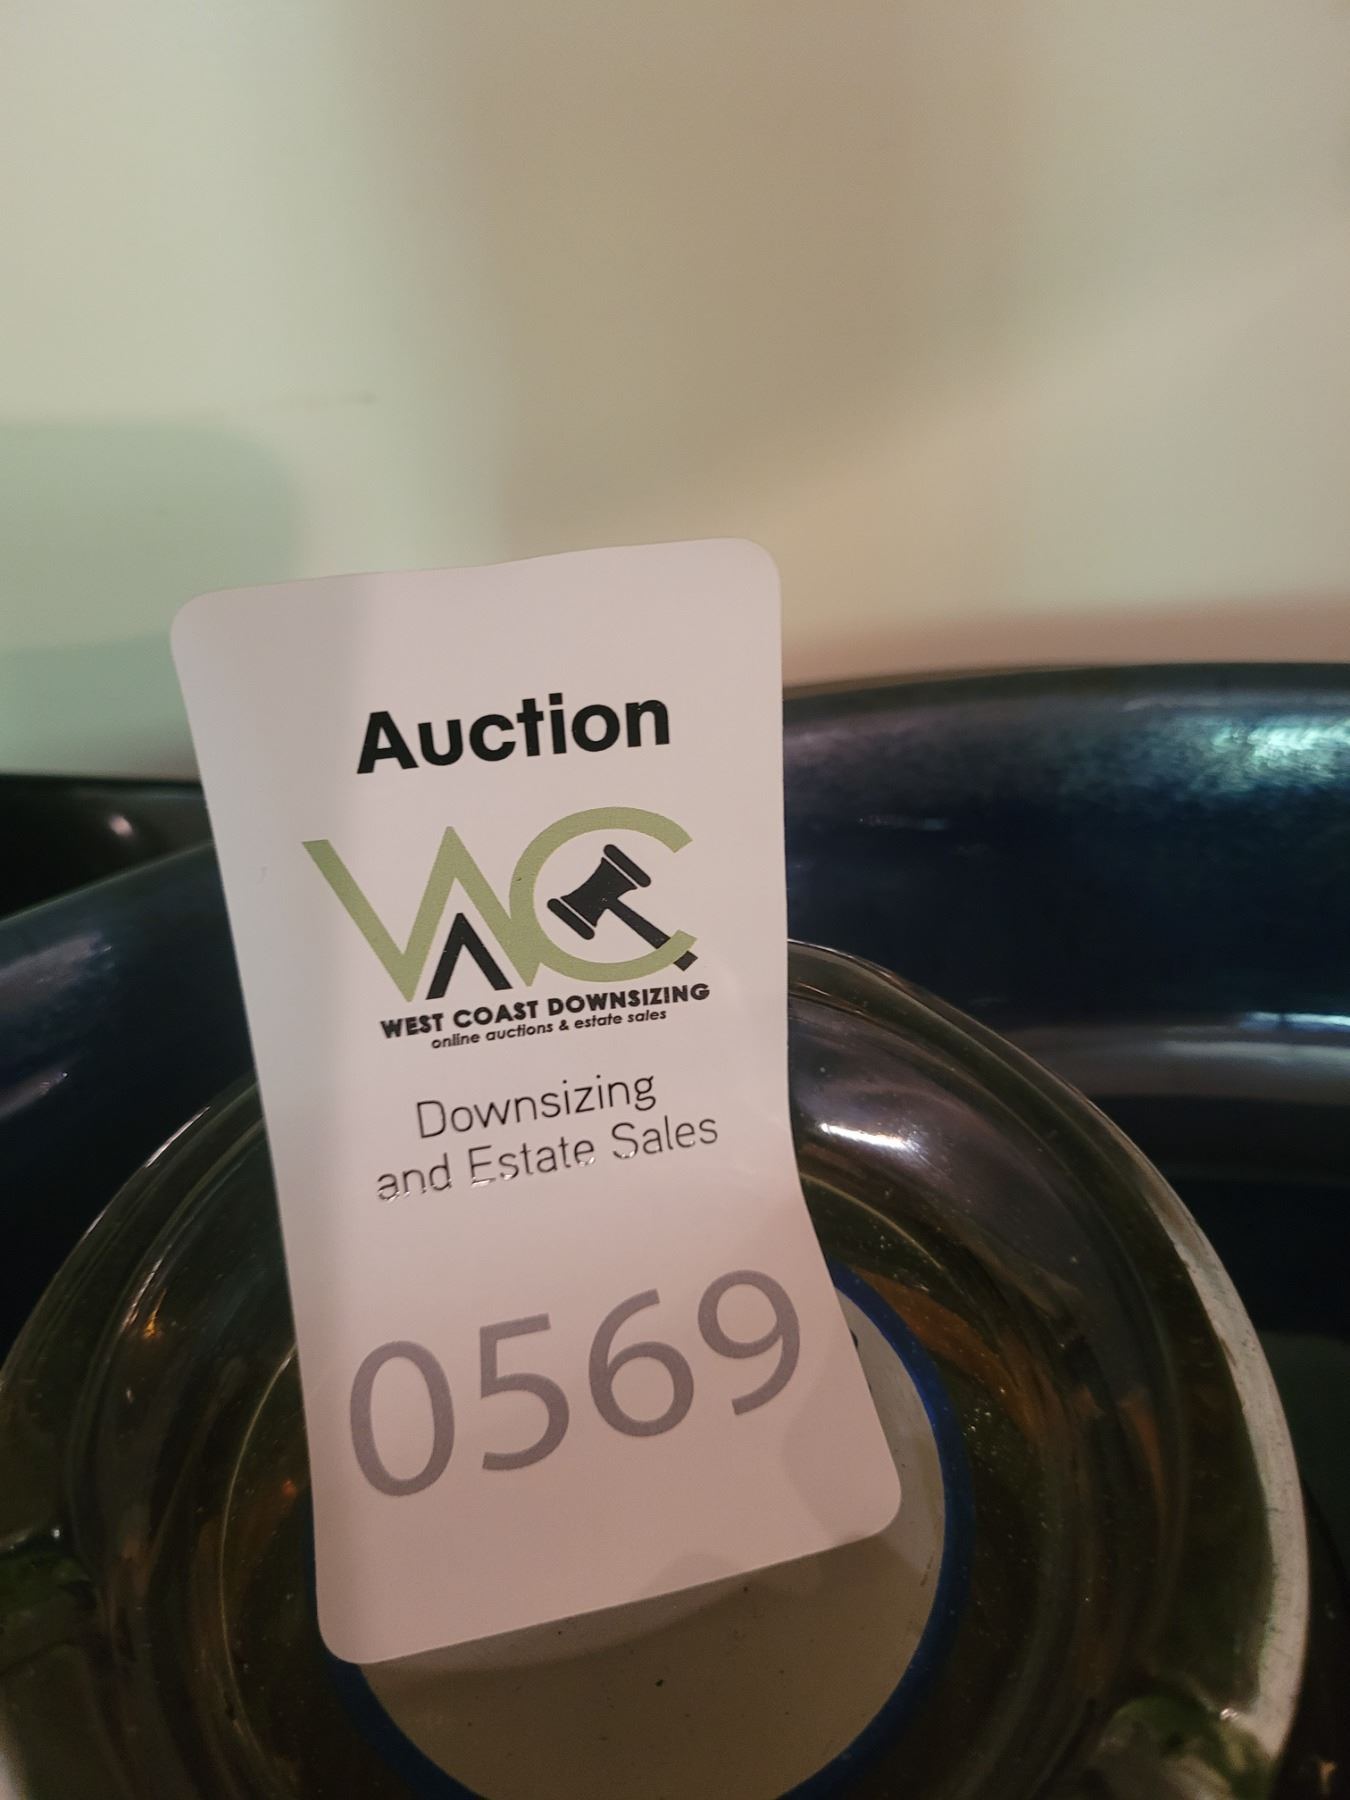 Auction
WC
WEST COAST DOWNSIZING
online auctions & estate sales
Downsizing
and Estate Sales
0569